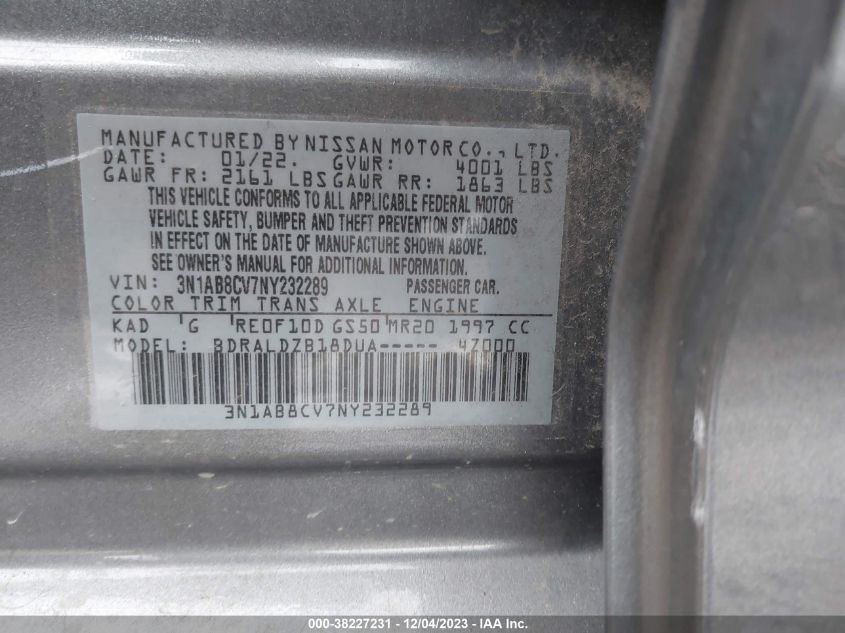 MANUFACTURED BY NISSAN MOTOR CO., LTD.
DATE: 01/22. GVWR: 4001 LBS
GAWR FR: 2161 LBS GAWR RR: 1863 LBS
THIS VEHICLE CONFORMS TO ALL APPLICABLE FEDERAL MOTOR
VEHICLE SAFETY, BUMPER AND THEFT PREVENTION STANDARDS
IN EFFECT ON THE DATE OF MANUFACTURE SHOWN ABOVE.
SEE OWNER'S MANUAL FOR ADDITIONAL INFORMATION.
VIN: 3N1AB8CV7NY232289 PASSENGER CAR.
COLOR TRIM TRANS AXLE ENGINE
KAD G RE0F10D GS50 MR20 1997 CC
MODEL: BDRALDZB18DUA----- 4Z000
3N1AB8CV7NY232289
000-38227231 - 12/04/2023 - IAA Inc.